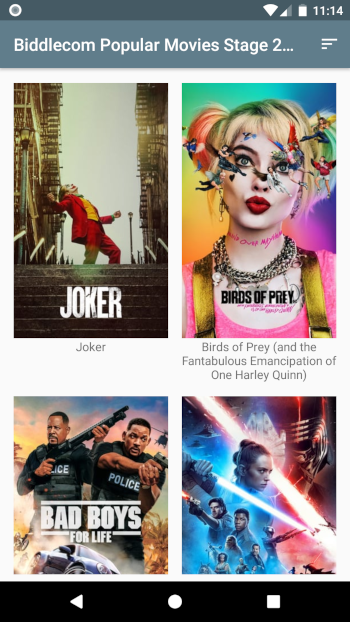 11:14
Biddlecom Popular Movies Stage 2...
JOKER
BIRDS OF PREY
Joker
Birds of Prey (and the
Fantabulous Emancipation of
One Harley Quinn)
POLICE
BAD BOYS
FOR LIFE